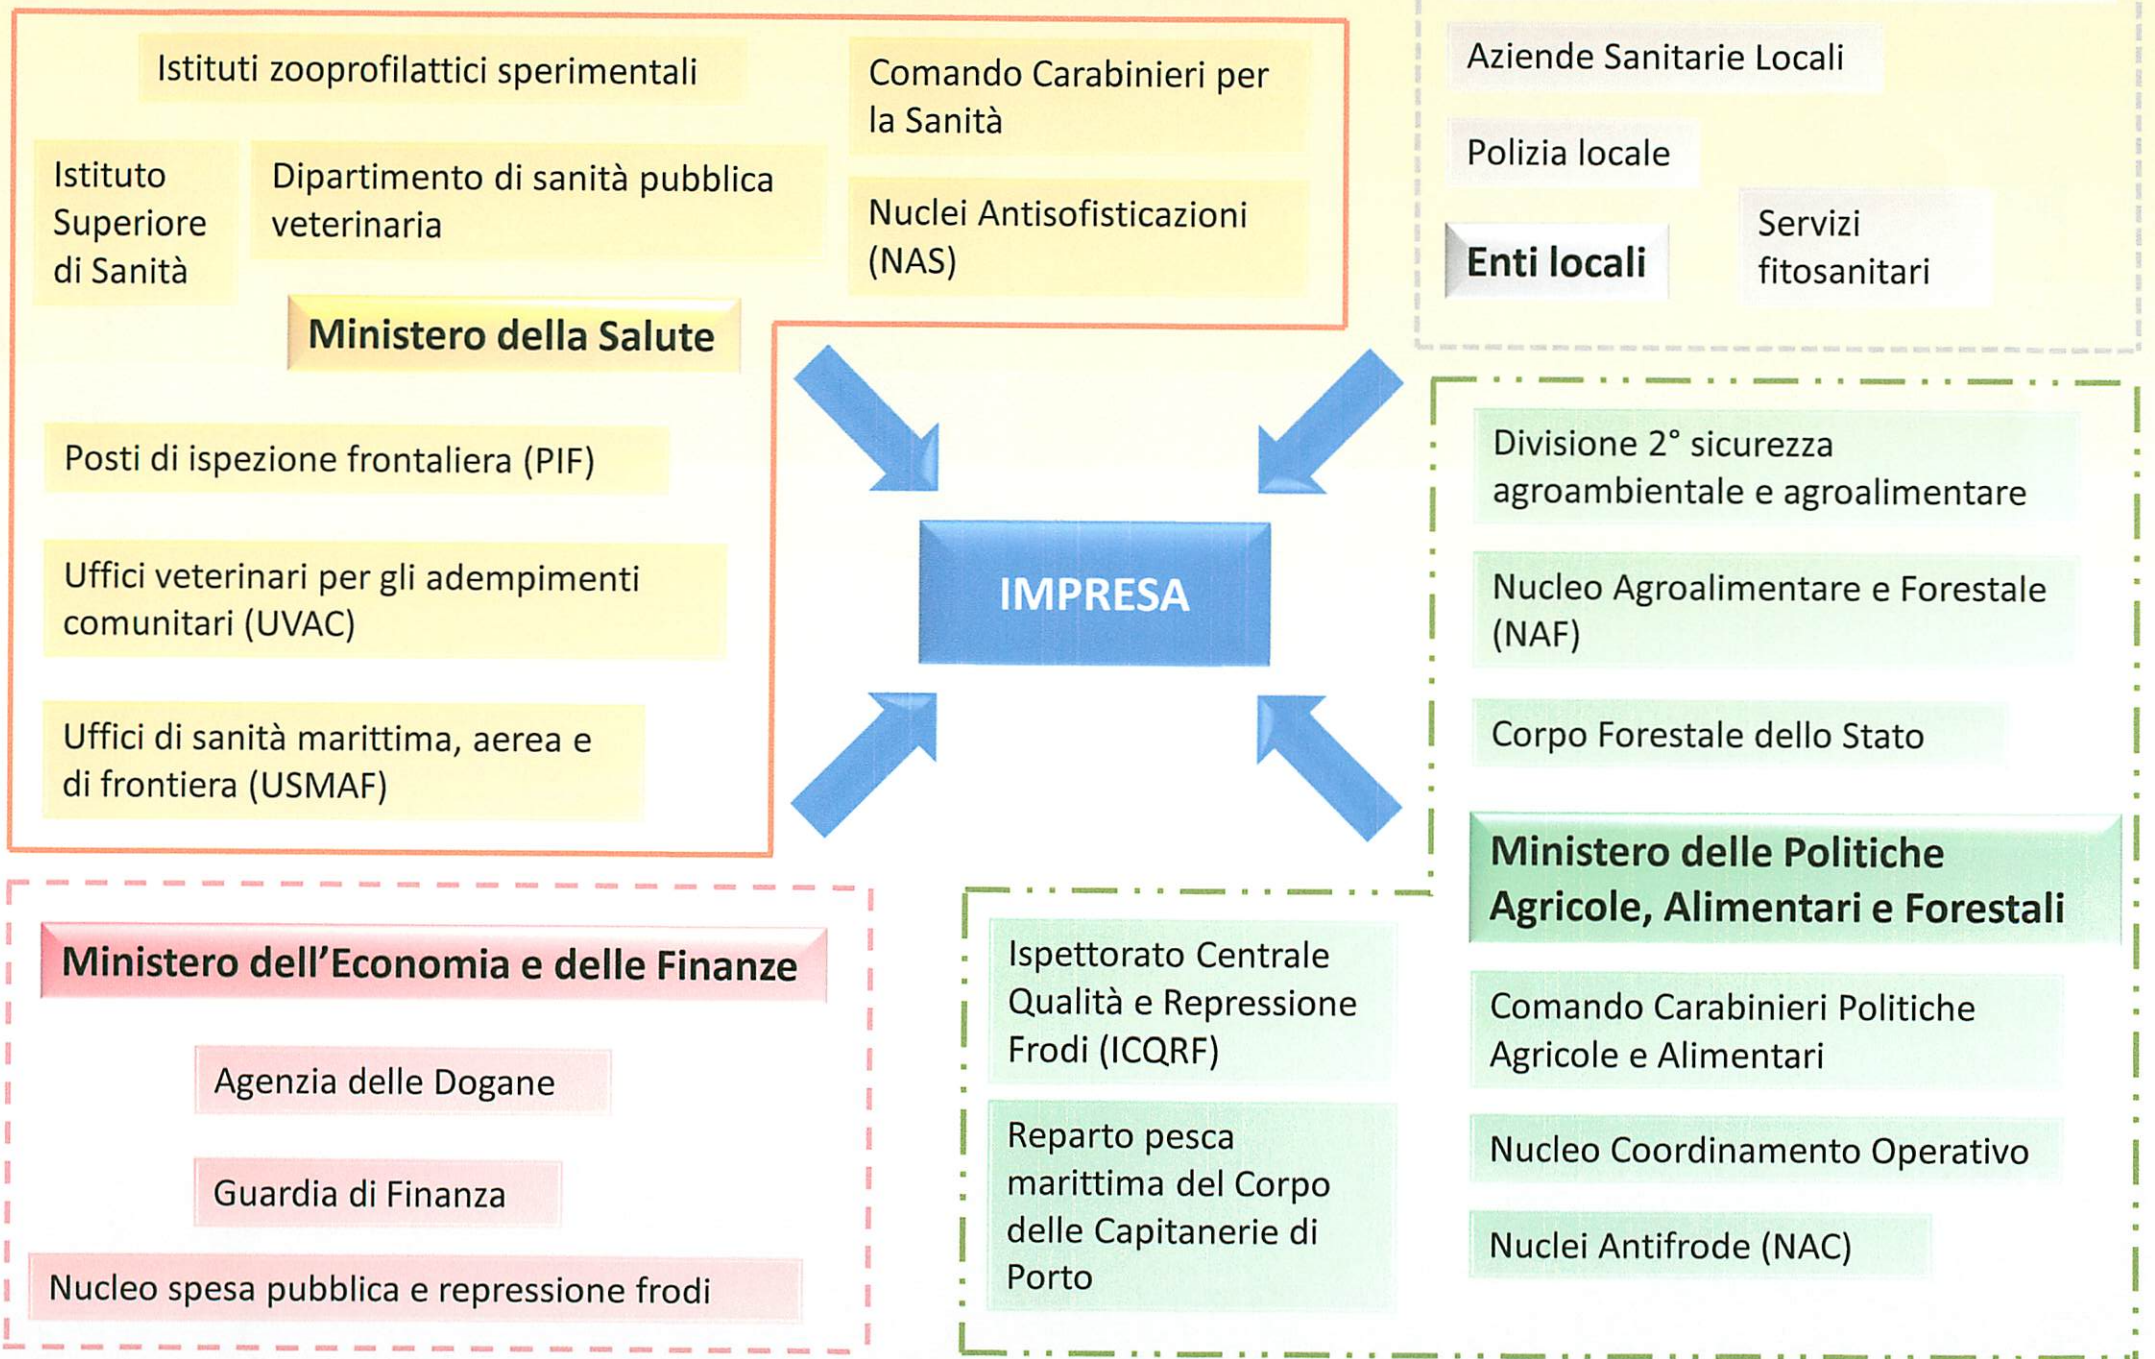 Istituti zooprofilattici sperimentali
Comando Carabinieri per
la Sanità
Istituto
Superiore
di Sanità
Dipartimento di sanità pubblica
veterinaria
Nuclei Antisofisticazioni
(NAS)
Ministero della Salute
Posti di ispezione frontaliera (PIF)
Uffici veterinari per gli adempimenti
comunitari (UVAC)
Uffici di sanità marittima, aerea e
di frontiera (USMAF)
Aziende Sanitarie Locali
Polizia locale
Enti locali
Servizi
fitosanitari
IMPRESA
Divisione 2° sicurezza
agroambientale e agroalimentare
Nucleo Agroalimentare e Forestale
(NAF)
Corpo Forestale dello Stato
Ministero delle Politiche
Agricole, Alimentari e Forestali
Comando Carabinieri Politiche
Agricole e Alimentari
Nucleo Coordinamento Operativo
Nuclei Antifrode (NAC)
Ispettorato Centrale
Qualità e Repressione
Frodi (ICQRF)
Reparto pesca
marittima del Corpo
delle Capitanerie di
Porto
Ministero dell'Economia e delle Finanze
Agenzia delle Dogane
Guardia di Finanza
Nucleo spesa pubblica e repressione frodi